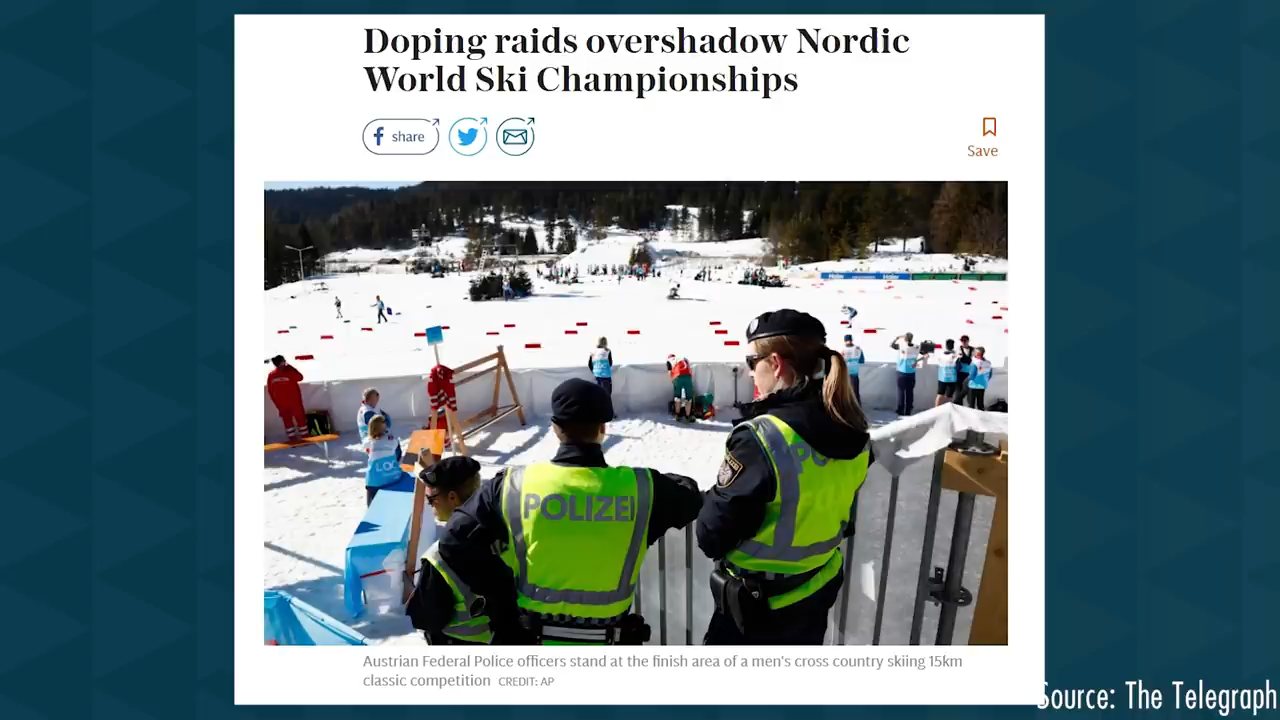 Doping raids overshadow Nordic
World Ski Championships
share
Save
POLIZEI
LOC
Austrian Federal Police officers stand at the finish area of a men's cross country skiing 15km
classic competition CREDIT: AP
Source: The Telegraph